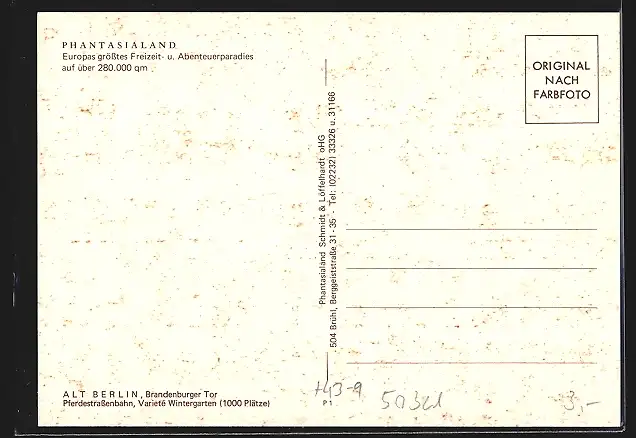 PHANTASIALAND
Europas größtes Freizeit- u. Abenteuerparadies
auf über 280.000 qm
ORIGINAL
NACH
FARBFOTO
Phantasialand Schmidt & Löffelhardt oHG
504 Brühl, Berggeiststraße 31-35 Tel: (02232) 33326 u. 31166
ALT BERLIN, Brandenburger Tor
Pferdestraßenbahn, Varieté Wintergarten (1000 Plätze)
P1
3,-